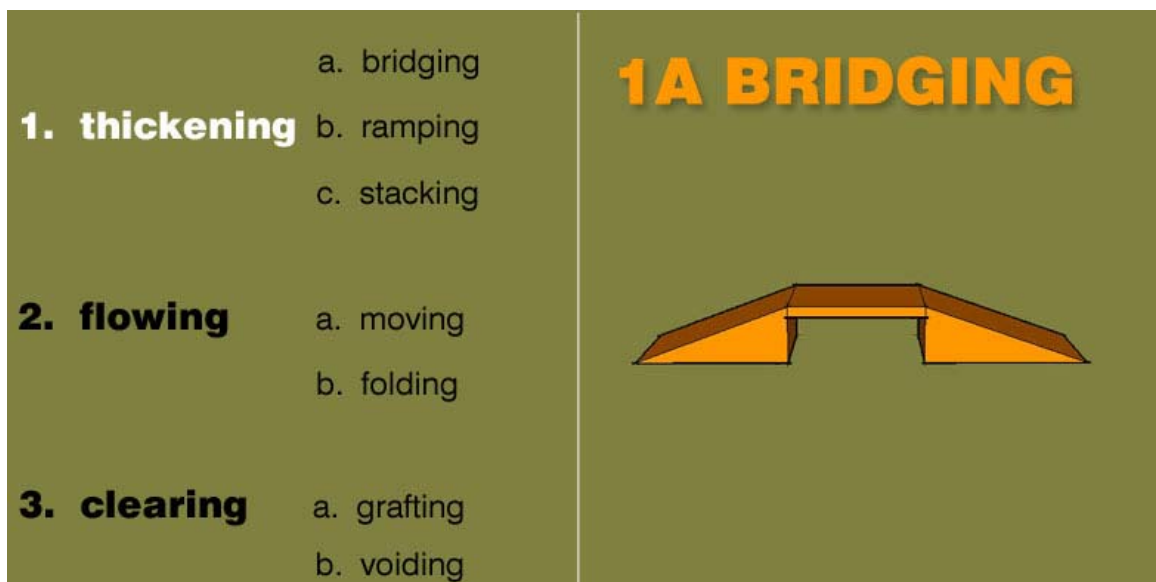 a. bridging
1. thickening b. ramping
c. stacking
2. flowing a. moving
b. folding
3. clearing a. grafting
b. voiding
1A BRIDGING